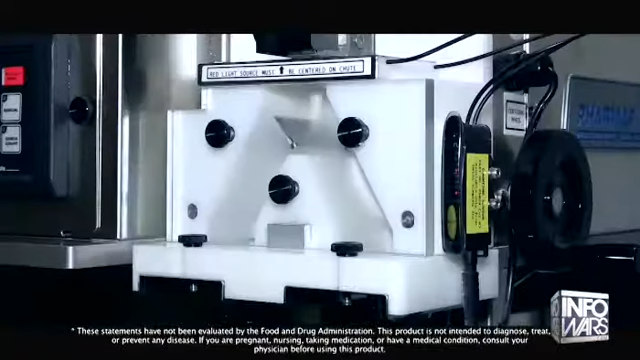 RED LIGHT SOURCE MUST BE CENTERED ON CHUTE
PHARMA
INFO
WARS
* These statements have not been evaluated by the Food and Drug Administration. This product is not intended to diagnose, treat,
or prevent any disease. If you are pregnant, nursing, taking medication, or have a medical condition, consult your
physician before using this product.